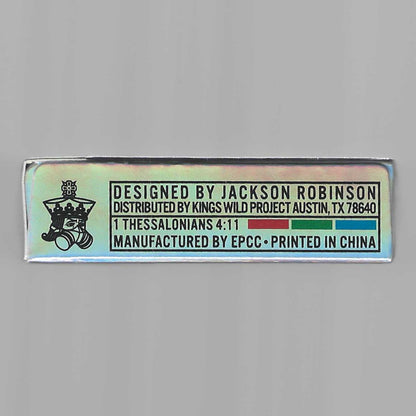 DESIGNED BY JACKSON ROBINSON
DISTRIBUTED BY KINGS WILD PROJECT AUSTIN, TX 78640
1 THESSALONIANS 4:11
MANUFACTURED BY EPCC • PRINTED IN CHINA